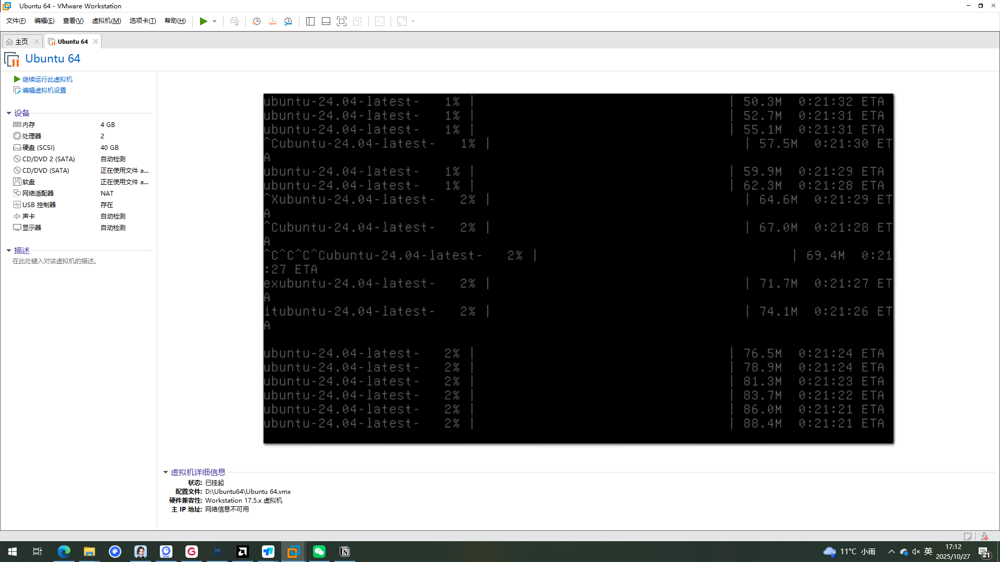 Ubuntu 64 - VMware Workstation
文件(F) 编辑(E) 查看(V) 虚拟机(M) 选项卡(T) 帮助(H)
主页 Ubuntu 64
Ubuntu 64
继续运行此虚拟机
编辑虚拟机设置
设备
内存 4 GB
处理器 2
硬盘 (SCSI) 40 GB
CD/DVD 2 (SATA) 自动检测
CD/DVD (SATA) 正在使用文件 a...
软盘 正在使用文件 a...
网络适配器 NAT
USB 控制器 存在
声卡 自动检测
显示器 自动检测
描述
在此处键入对该虚拟机的描述。
ubuntu-24.04-latest- 1% | | 50.3M 0:21:32 ETA
ubuntu-24.04-latest- 1% | | 52.7M 0:21:31 ETA
ubuntu-24.04-latest- 1% | | 55.1M 0:21:31 ETA
^Cubuntu-24.04-latest- 1% | | 57.5M 0:21:30 ET
A
ubuntu-24.04-latest- 1% | | 59.9M 0:21:29 ETA
ubuntu-24.04-latest- 1% | | 62.3M 0:21:28 ETA
^Xubuntu-24.04-latest- 2% | | 64.6M 0:21:29 ET
A
^Cubuntu-24.04-latest- 2% | | 67.0M 0:21:28 ET
A
^C^C^C^Cubuntu-24.04-latest- 2% | | 69.4M 0:21
:27 ETA
exubuntu-24.04-latest- 2% | | 71.7M 0:21:27 ET
A
itubuntu-24.04-latest- 2% | | 74.1M 0:21:26 ET
A
ubuntu-24.04-latest- 2% | | 76.5M 0:21:24 ETA
ubuntu-24.04-latest- 2% | | 78.9M 0:21:24 ETA
ubuntu-24.04-latest- 2% | | 81.3M 0:21:23 ETA
ubuntu-24.04-latest- 2% | | 83.7M 0:21:22 ETA
ubuntu-24.04-latest- 2% | | 86.0M 0:21:21 ETA
ubuntu-24.04-latest- 2% | | 88.4M 0:21:21 ETA
虚拟机详细信息
状态: 已挂起
配置文件: D:\Ubuntu64\Ubuntu 64.vmx
硬件兼容性: Workstation 17.5.x 虚拟机
主 IP 地址: 网络信息不可用
11°C 小雨 英 17:12 21
2025/10/27